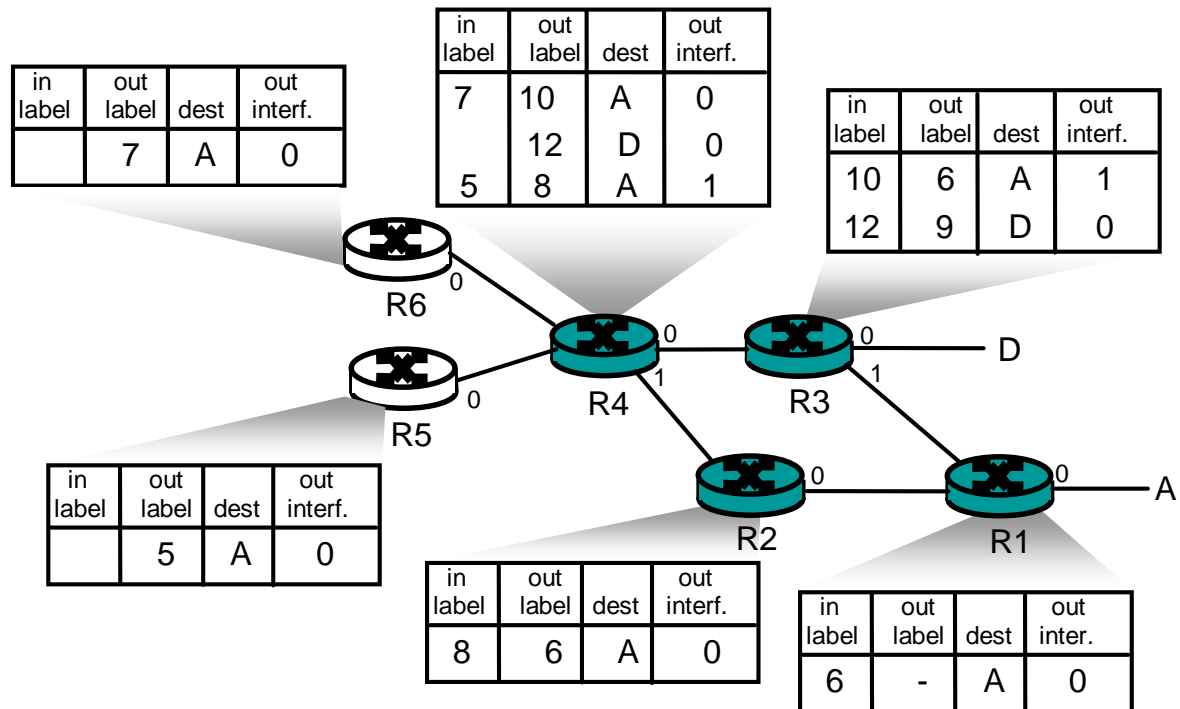 in out dest out
label label interf.
7 A 0
in out dest out
label label interf.
7 10 A 0
12 D 0
5 8 A 1
in out dest out
label label interf.
10 6 A 1
12 9 D 0
0
R6
0
R5
0
1
R4
0
1
R3
D
0
R2
0
R1
A
in out dest out
label label interf.
5 A 0
in out dest out
label label interf.
8 6 A 0
in out dest out
label label inter.
6 - A 0